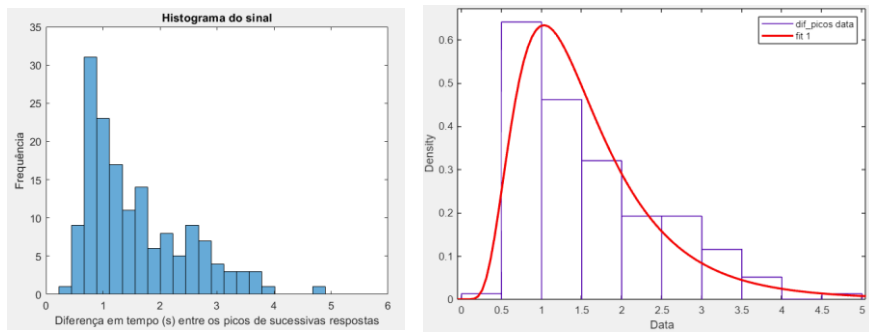 Histograma do sinal
35
30
25
20
15
10
5
0
Frequência
0 1 2 3 4 5 6
Diferença em tempo (s) entre os picos de sucessivas respostas
dif_picos data
fit 1
0.6
0.5
0.4
0.3
0.2
0.1
0
Density
0 0.5 1 1.5 2 2.5 3 3.5 4 4.5 5
Data